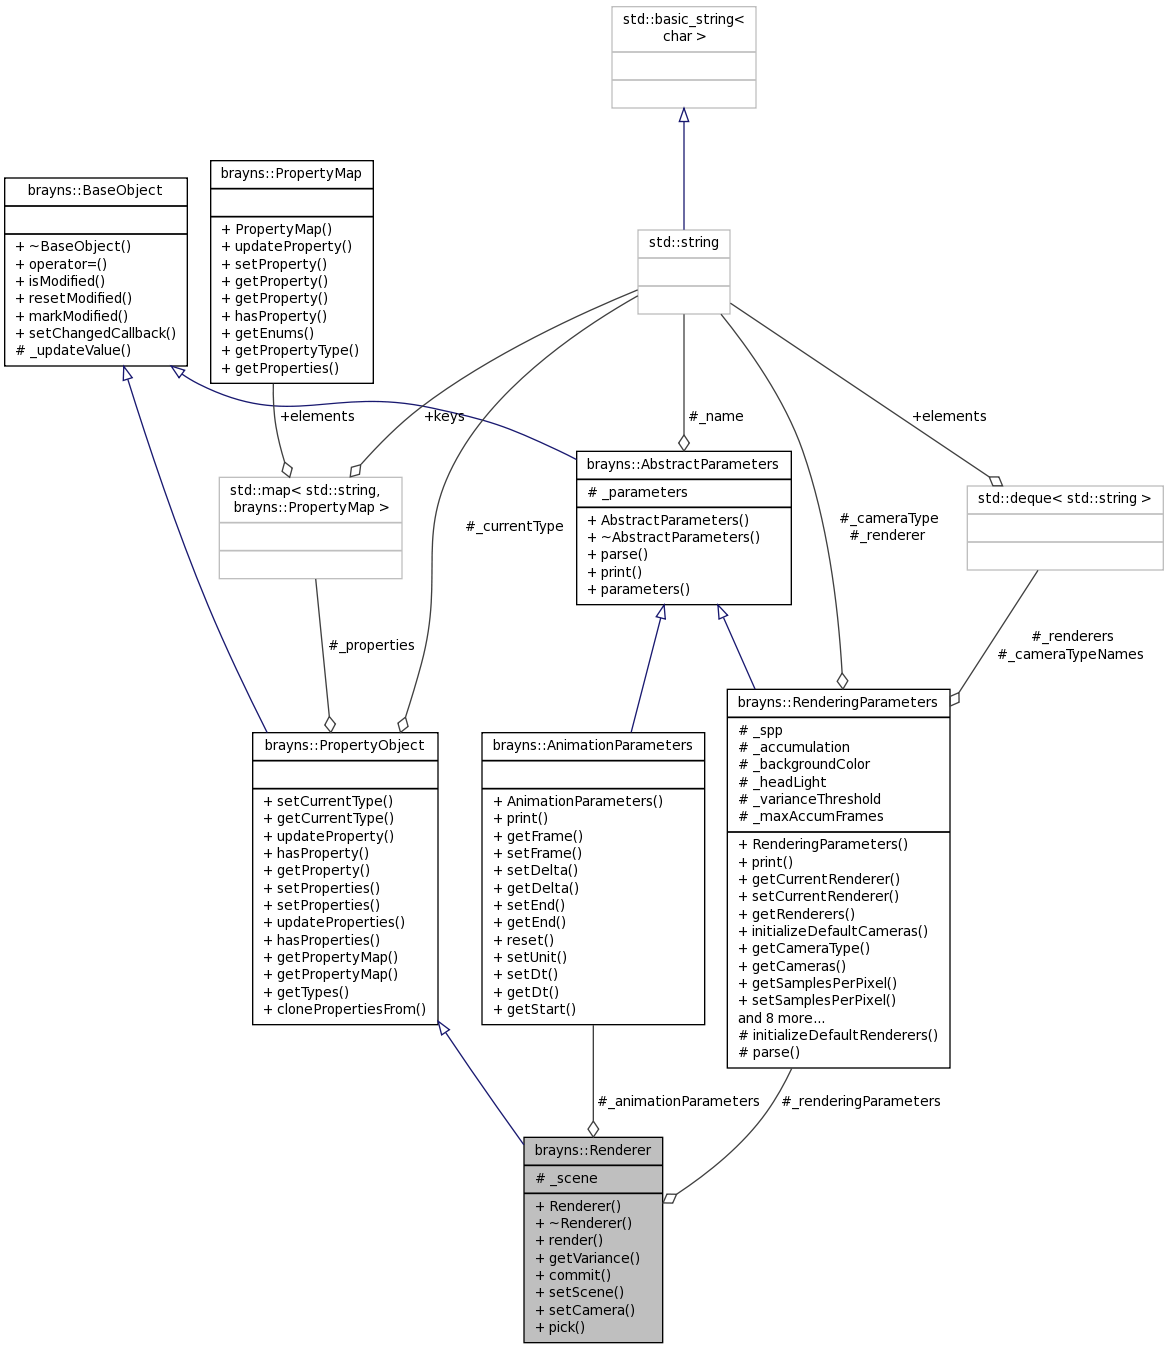 std::basic_string<
char >
brayns::PropertyMap
+ PropertyMap()
+ updateProperty()
+ setProperty()
+ getProperty()
+ getProperty()
+ hasProperty()
+ getEnums()
+ getPropertyType()
+ getProperties()
brayns::BaseObject
+ ~BaseObject()
+ operator=()
+ isModified()
+ resetModified()
+ markModified()
+ setChangedCallback()
# _updateValue()
std::string
+elements
+keys
#_name
+elements
brayns::AbstractParameters
# _parameters
+ AbstractParameters()
+ ~AbstractParameters()
+ parse()
+ print()
+ parameters()
std::map< std::string,
brayns::PropertyMap >
std::deque< std::string >
#_currentType
#_cameraType
#_renderer
#_properties
#_renderers
#_cameraTypeNames
brayns::PropertyObject
+ setCurrentType()
+ getCurrentType()
+ updateProperty()
+ hasProperty()
+ getProperty()
+ setProperties()
+ setProperties()
+ updateProperties()
+ hasProperties()
+ getPropertyMap()
+ getPropertyMap()
+ getTypes()
+ clonePropertiesFrom()
brayns::AnimationParameters
+ AnimationParameters()
+ print()
+ getFrame()
+ setFrame()
+ setDelta()
+ getDelta()
+ setEnd()
+ getEnd()
+ reset()
+ setUnit()
+ setDt()
+ getDt()
+ getStart()
brayns::RenderingParameters
# _spp
# _accumulation
# _backgroundColor
# _headLight
# _varianceThreshold
# _maxAccumFrames
+ RenderingParameters()
+ print()
+ getCurrentRenderer()
+ setCurrentRenderer()
+ getRenderers()
+ initializeDefaultCameras()
+ getCameraType()
+ getCameras()
+ getSamplesPerPixel()
+ setSamplesPerPixel()
and 8 more...
# initializeDefaultRenderers()
# parse()
#_animationParameters
#_renderingParameters
brayns::Renderer
# _scene
+ Renderer()
+ ~Renderer()
+ render()
+ getVariance()
+ commit()
+ setScene()
+ setCamera()
+ pick()